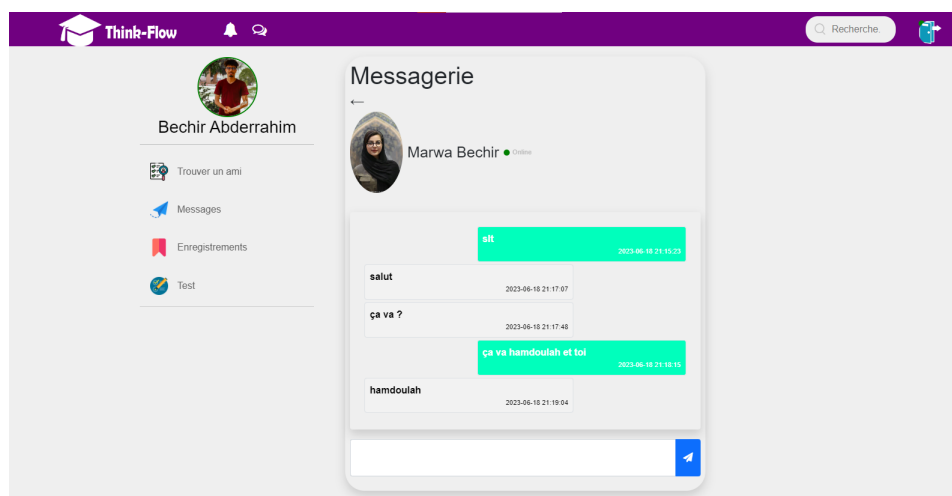 Think-Flow
Recherche.
Bechir Abderrahim
Trouver un ami
Messages
Enregistrements
Test
Messagerie
←
Marwa Bechir
Online
slt
2023-06-18 21:15:23
salut
2023-06-18 21:17:07
ça va ?
2023-06-18 21:17:48
ça va hamdoulah et toi
2023-06-18 21:18:15
hamdoulah
2023-06-18 21:19:04